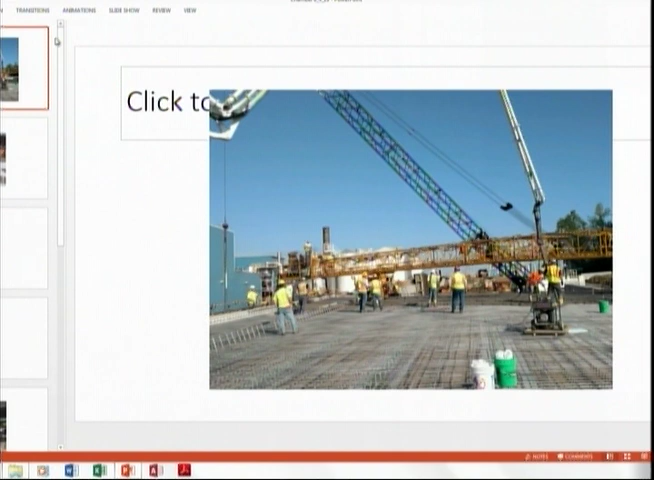 TRANSITIONS ANIMATIONS SLIDE SHOW REVIEW VIEW
Click to
NOTES COMMENTS